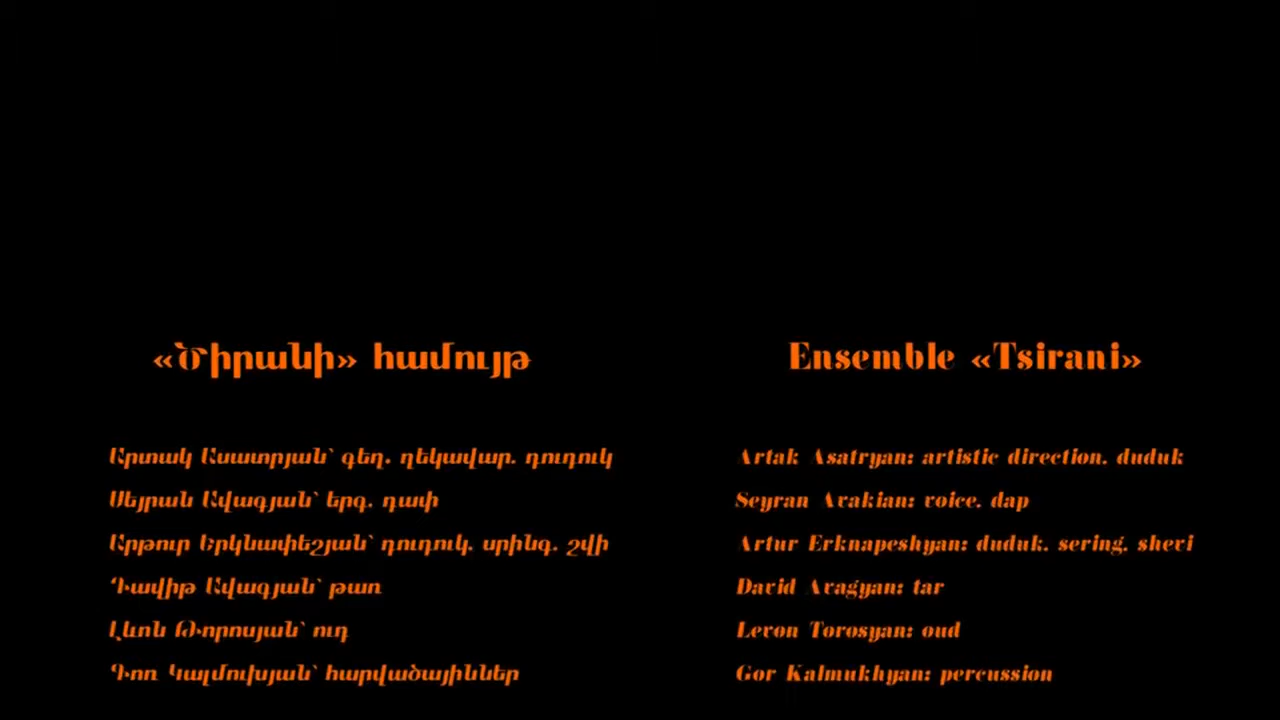 «Ծիրանի» համույթ
Արտակ Ասատրյան՝ գեղ. ղեկավար. դուդուկ
Սեյրան Ավագյան՝ երգ. դափ
Արթուր Երկնափեշյան՝ դուդուկ. սրինգ. շվի
Դավիթ Ավագյան՝ թառ
Լևոն Թորոսյան՝ ուդ
Գոռ Կալմուխյան՝ հարվածայիններ
Ensemble «Tsirani»
Artak Asatryan: artistic direction. duduk
Seyran Avakian: voice. dap
Artur Erknapeshyan: duduk. sering. shevi
David Avagyan: tar
Levon Torosyan: oud
Gor Kalmukhyan: percussion